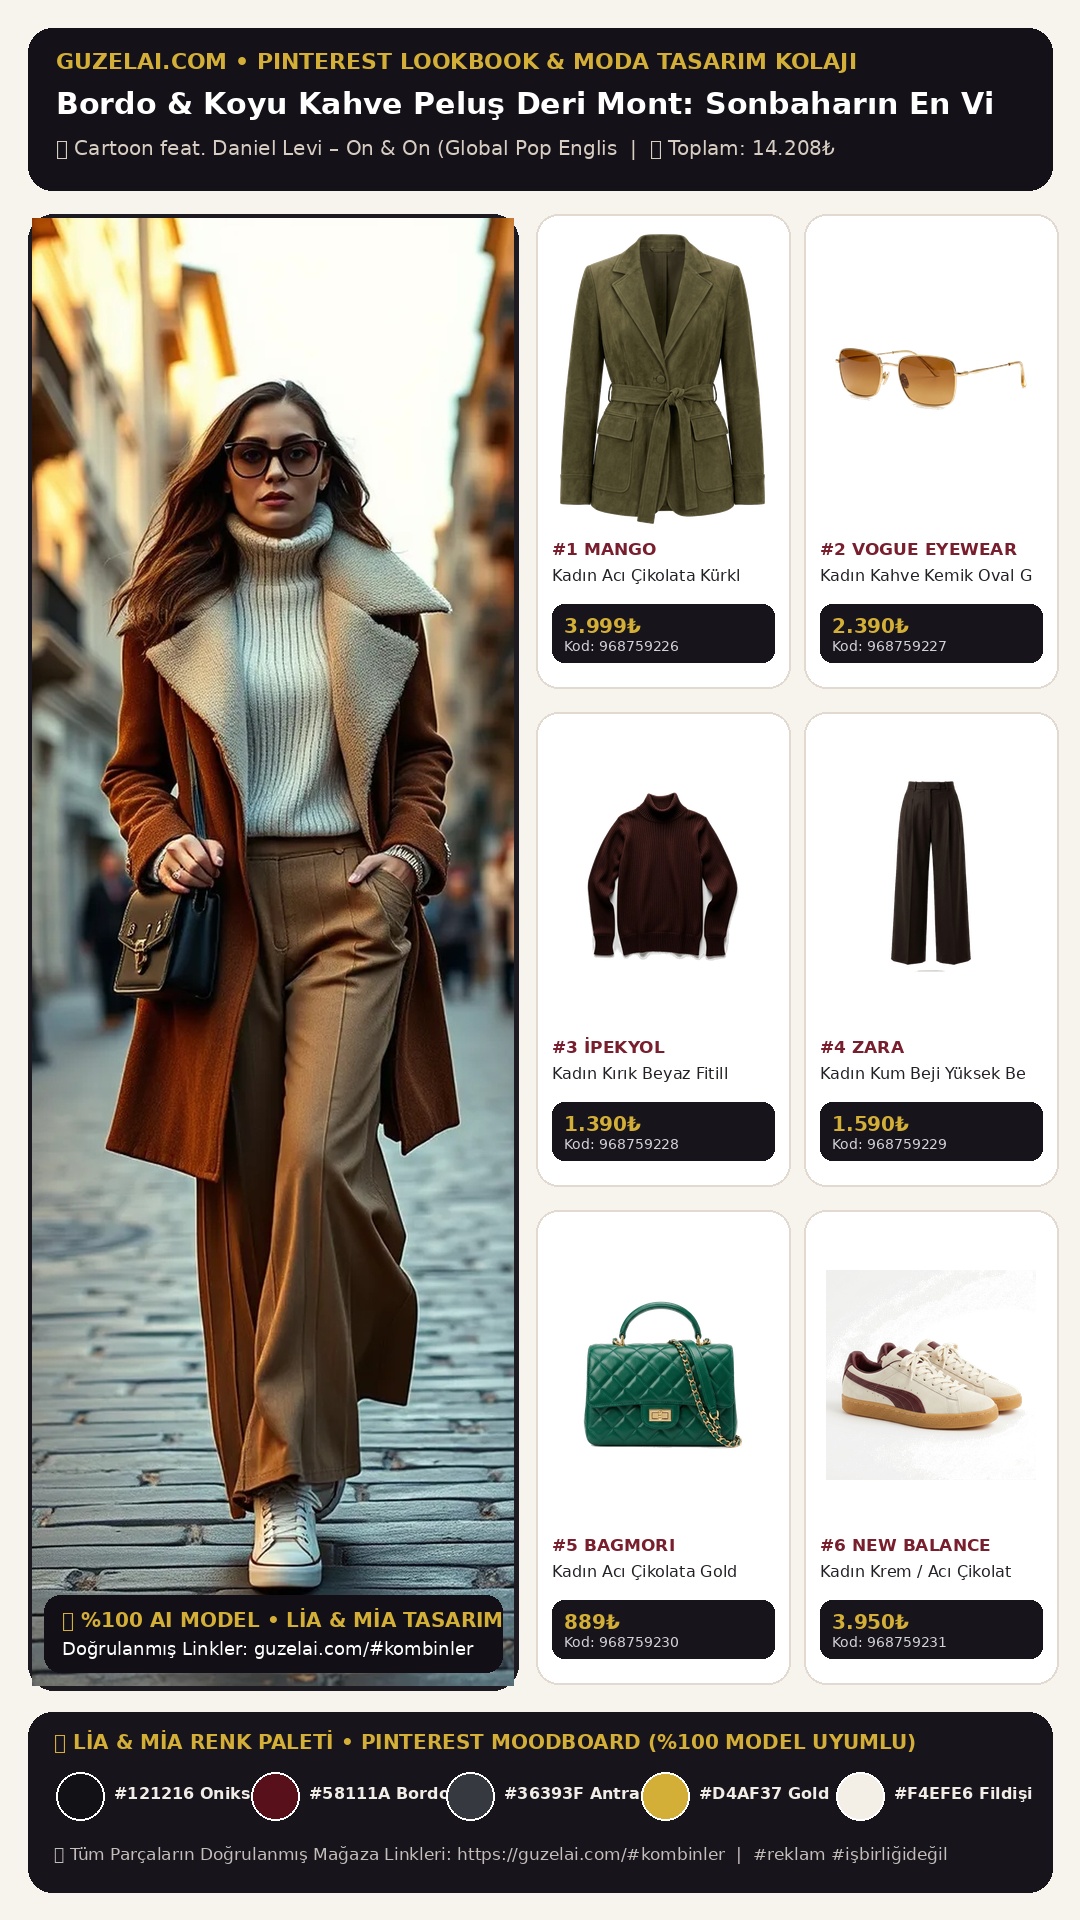 GUZELAI.COM • PINTEREST LOOKBOOK & MODA TASARIM KOLAJI
Bordo & Koyu Kahve Peluş Deri Mont: Sonbaharın En Vi
Cartoon feat. Daniel Levi – On & On (Global Pop Englis | Toplam: 14.208₺
#1 MANGO
Kadın Acı Çikolata Kürkl
3.999₺
Kod: 968759226
#2 VOGUE EYEWEAR
Kadın Kahve Kemik Oval G
2.390₺
Kod: 968759227
#3 İPEKYOL
Kadın Kırık Beyaz Fitill
1.390₺
Kod: 968759228
#4 ZARA
Kadın Kum Beji Yüksek Be
1.590₺
Kod: 968759229
#5 BAGMORI
Kadın Acı Çikolata Gold
889₺
Kod: 968759230
#6 NEW BALANCE
Kadın Krem / Acı Çikolat
3.950₺
Kod: 968759231
%100 AI MODEL • LİA & MİA TASARIM
Doğrulanmış Linkler: guzelai.com/#kombinler
LİA & MİA RENK PALETİ • PINTEREST MOODBOARD (%100 MODEL UYUMLU)
#121216 Oniks #58111A Bordo #36393F Antra #D4AF37 Gold #F4EFE6 Fildişi
Tüm Parçaların Doğrulanmış Mağaza Linkleri: https://guzelai.com/#kombinler | #reklam #işbirliğideğil